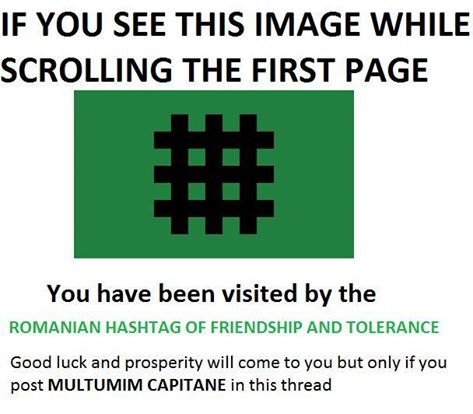 IF YOU SEE THIS IMAGE WHILE
SCROLLING THE FIRST PAGE
You have been visited by the
ROMANIAN HASHTAG OF FRIENDSHIP AND TOLERANCE
Good luck and prosperity will come to you but only if you
post MULTUMIM CAPITANE in this thread